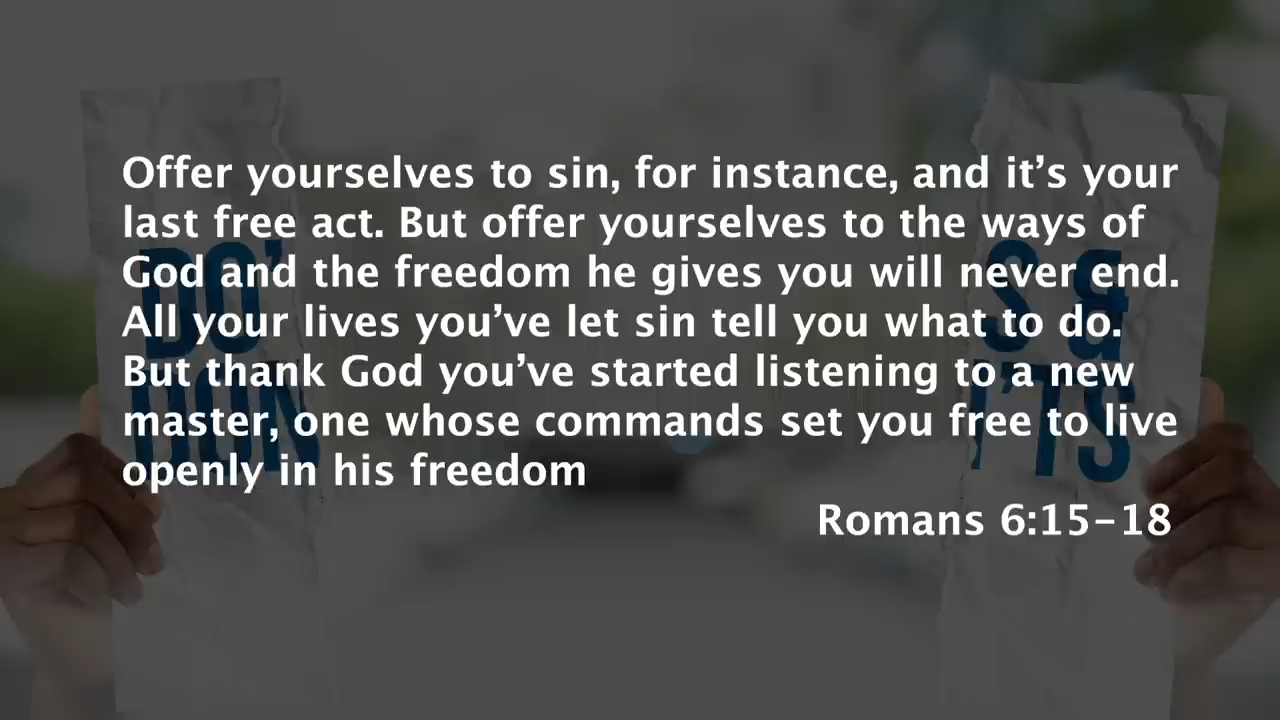 Offer yourselves to sin, for instance, and it’s your
last free act. But offer yourselves to the ways of
God and the freedom he gives you will never end.
All your lives you’ve let sin tell you what to do.
But thank God you’ve started listening to a new
master, one whose commands set you free to live
openly in his freedom
Romans 6:15–18
DO' S &
DON 'TS